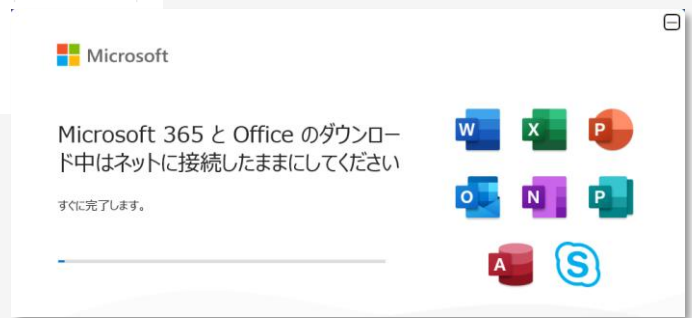 Microsoft
Microsoft 365 と Office のダウンロー
ド中はネットに接続したままにしてください
すぐに完了します。
W
X
P
O
N
P
A
S